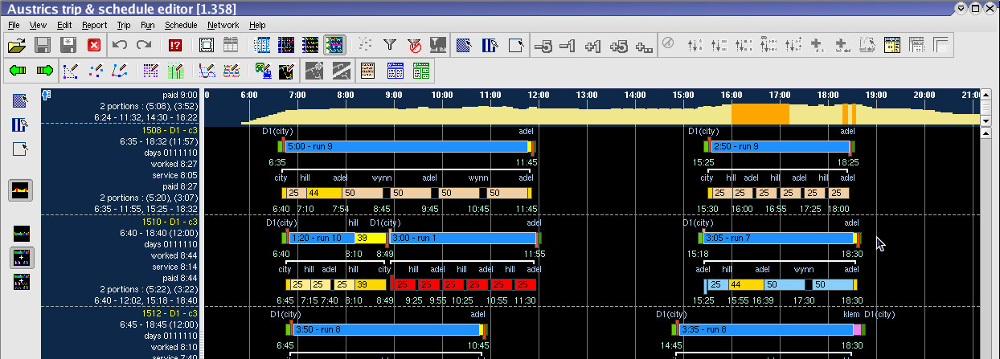 Austrics trip & schedule editor [1.358]
File View Edit Report Trip Run Schedule Network Help
-5 -1 +1 +5 +...
paid 9:00
0 6:00 7:00 8:00 9:00 10:00 11:00 12:00 13:00 14:00 15:00 16:00 17:00 18:00 19:00 20:00 21:00
2 portions : (5:08), (3:52)
6:24 - 11:32, 14:30 - 18:22
1508 - D1 - c3
D1(city) adel D1(city) adel
6:35 - 18:32 (11:57)
5:00 - run 9 2:50 - run 9
days 0111110
worked 8:27
6:35 11:45 15:25 18:25
service 8:05
city hill adel wynn adel wynn adel city hill adel hill adel hill adel
paid 8:27
2 portions : (5:20), (3:07)
25 44 50 50 50 50 25 25 25 25 25 25
6:35 - 11:55, 15:25 - 18:32
6:40 7:10 7:54 8:45 9:45 10:45 11:45 15:30 16:00 16:55 17:25 18:00
1510 - D1 - c3
D1(city) hill D1(city) adel D1(city) adel
6:40 - 18:40 (12:00)
1:20 - run 10 39 3:00 - run 1 3:05 - run 7
days 0111110
worked 8:44
6:40 8:10 8:49 11:55 15:18 18:30
service 8:14
city hill adel hill city hill adel hill adel hill adel adel hill adel wynn adel
paid 8:44
2 portions : (5:22), (3:22)
25 25 25 39 25 25 25 25 25 25 25 44 50 50
6:40 - 12:02, 15:18 - 18:40
6:45 7:15 7:40 8:10 8:49 9:25 9:55 10:25 10:55 11:30 15:25 15:55 16:39 17:30 18:30
1512 - D1 - c3
D1(city) adel D1(city) klem D1(city)
6:45 - 18:45 (12:00)
3:50 - run 8 3:35 - run 8
days 0111110
worked 8:10
6:45 10:45 14:45 18:30
service 7:40